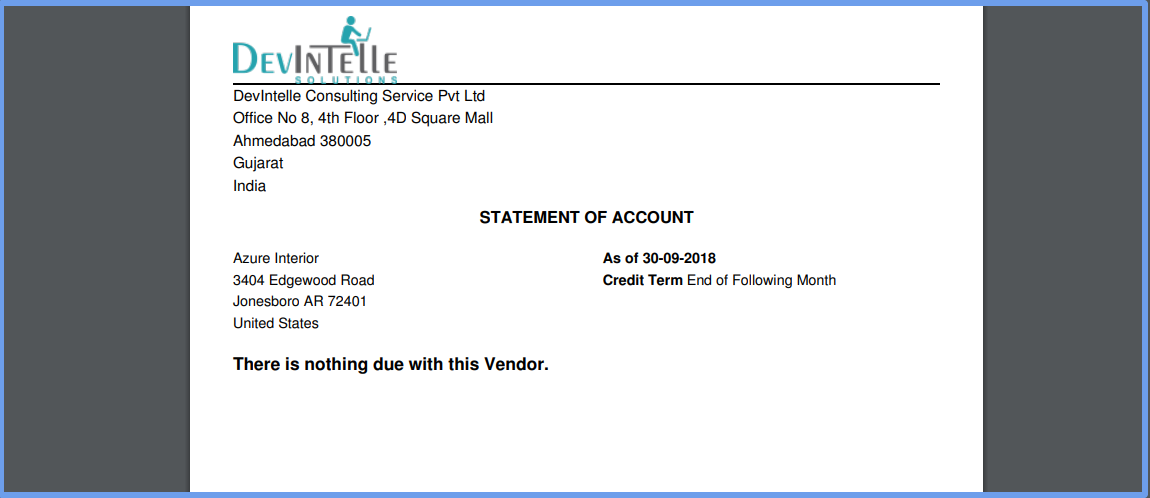 DEVINTELLE
SOLUTIONS
DevIntelle Consulting Service Pvt Ltd
Office No 8, 4th Floor ,4D Square Mall
Ahmedabad 380005
Gujarat
India
STATEMENT OF ACCOUNT
Azure Interior
3404 Edgewood Road
Jonesboro AR 72401
United States
As of 30-09-2018
Credit Term End of Following Month
There is nothing due with this Vendor.